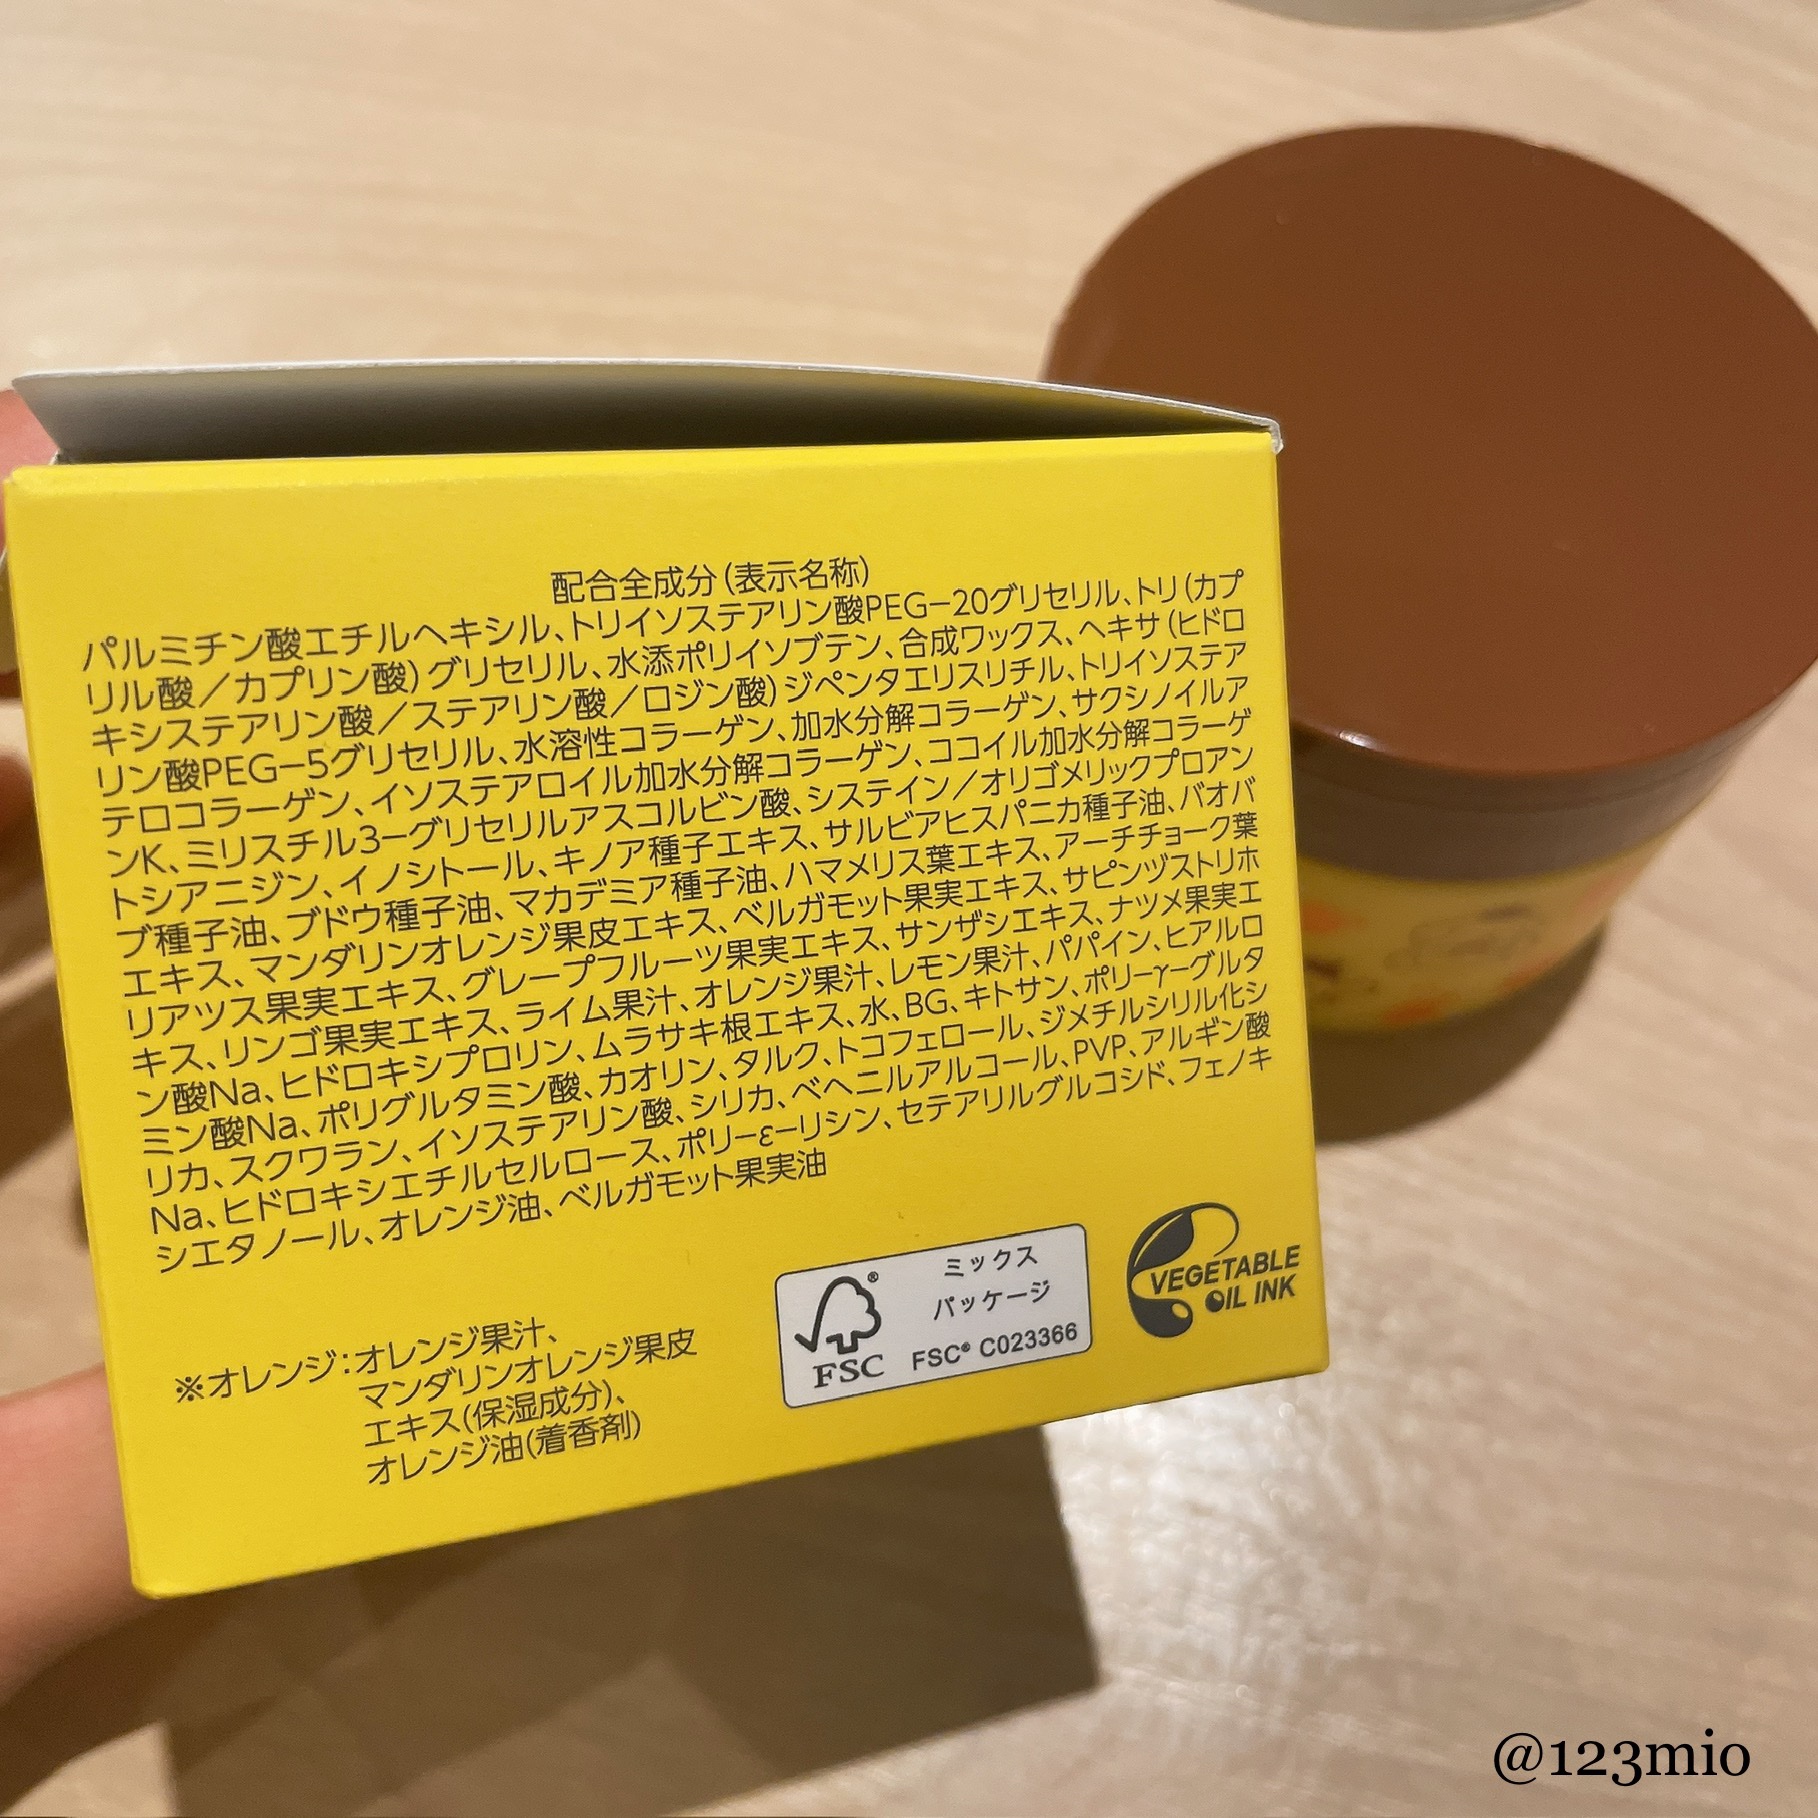 配合全成分(表示名称)
パルミチン酸エチルヘキシル、トリイソステアリン酸PEG−20グリセリル、トリ(カプ
リル酸／カプリン酸)グリセリル、水添ポリイソブテン、合成ワックス、ヘキサ(ヒドロ
キシステアリン酸／ステアリン酸／ロジン酸)ジペンタエリスリチル、トリイソステア
リン酸PEG−5グリセリル、水溶性コラーゲン、加水分解コラーゲン、サクシノイルア
テロコラーゲン、イソステアロイル加水分解コラーゲン、ココイル加水分解コラーゲ
ンK、ミリスチル3−グリセリルアスコルビン酸、システイン／オリゴメリックプロアン
トシアニジン、イノシトール、キノア種子エキス、サルビアヒスパニカ種子油、バオバ
ブ種子油、ブドウ種子油、マカデミア種子油、ハマメリス葉エキス、アーチチョーク葉
エキス、マンダリンオレンジ果皮エキス、ベルガモット果実エキス、サピンヅストリホ
リアツス果実エキス、グレープフルーツ果実エキス、サンザシエキス、ナツメ果実エ
キス、リンゴ果実エキス、ライム果汁、オレンジ果汁、レモン果汁、パパイン、ヒアルロ
ン酸Na、ヒドロキシプロリン、ムラサキ根エキス、水、BG、キトサン、ポリ−γ−グルタ
ミン酸Na、ポリグルタミン酸、カオリン、タルク、トコフェロール、ジメチルシリル化シ
リカ、スクワラン、イソステアリン酸、シリカ、ベヘニルアルコール、PVP、アルギン酸
Na、ヒドロキシエチルセルロース、ポリ−ε−リシン、セテアリルグルコシド、フェノキ
シエタノール、オレンジ油、ベルガモット果実油
※オレンジ:オレンジ果汁、
マンダリンオレンジ果皮
エキス(保湿成分)、
オレンジ油(着香剤)
ミックス
パッケージ
FSC® C023366
FSC
®
VEGETABLE
OIL INK
@123mio